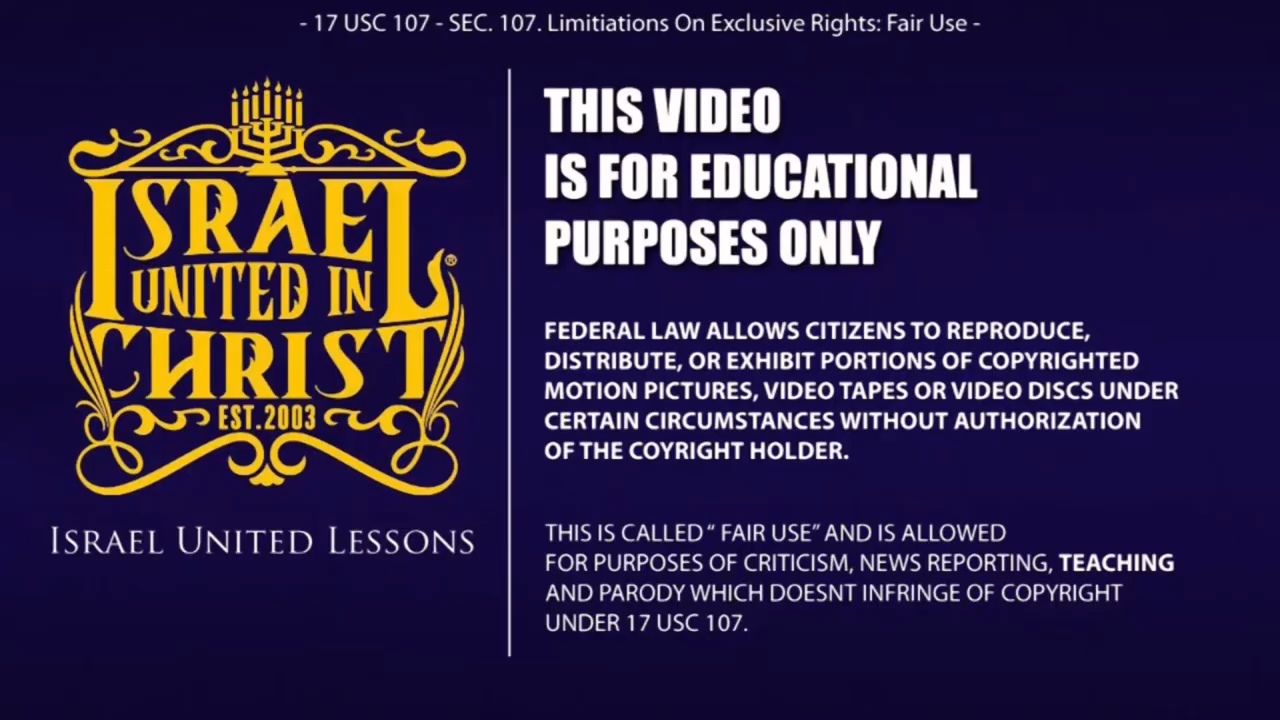 - 17 USC 107 - SEC. 107. Limitiations On Exclusive Rights: Fair Use -
ISRAEL
UNITED IN
CHRIST
®
EST.2003
ISRAEL UNITED LESSONS
THIS VIDEO
IS FOR EDUCATIONAL
PURPOSES ONLY
FEDERAL LAW ALLOWS CITIZENS TO REPRODUCE,
DISTRIBUTE, OR EXHIBIT PORTIONS OF COPYRIGHTED
MOTION PICTURES, VIDEO TAPES OR VIDEO DISCS UNDER
CERTAIN CIRCUMSTANCES WITHOUT AUTHORIZATION
OF THE COYRIGHT HOLDER.
THIS IS CALLED “ FAIR USE” AND IS ALLOWED
FOR PURPOSES OF CRITICISM, NEWS REPORTING, TEACHING
AND PARODY WHICH DOESNT INFRINGE OF COPYRIGHT
UNDER 17 USC 107.